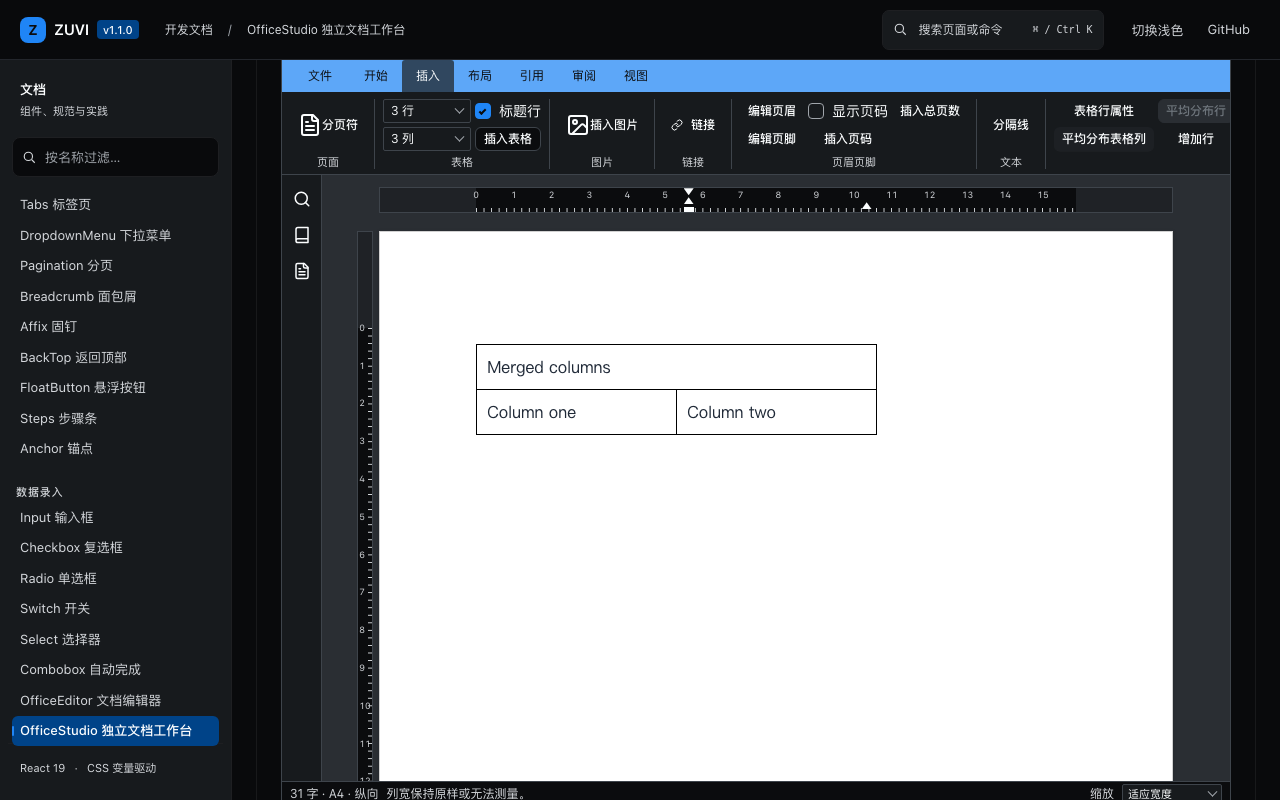 Z ZUVI v1.1.0 开发文档 / OfficeStudio 独立文档工作台 搜索页面或命令 ⌘ / Ctrl K 切换浅色 GitHub
文档
组件、规范与实践
按名称过滤...
Tabs 标签页
DropdownMenu 下拉菜单
Pagination 分页
Breadcrumb 面包屑
Affix 固钉
BackTop 返回顶部
FloatButton 悬浮按钮
Steps 步骤条
Anchor 锚点
数据录入
Input 输入框
Checkbox 复选框
Radio 单选框
Switch 开关
Select 选择器
Combobox 自动完成
OfficeEditor 文档编辑器
OfficeStudio 独立文档工作台
React 19 · CSS 变量驱动
文件 开始 插入 布局 引用 审阅 视图
分页符
页面
3 行 标题行
3 列 插入表格
表格
插入图片
图片
链接
链接
编辑页眉 显示页码 插入总页数
编辑页脚 插入页码
页眉页脚
分隔线
文本
表格行属性 平均分布行
平均分布表格列 增加行
0 1 2 3 4 5 6 7 8 9 10 11 12 13 14 15
0
1
2
3
4
5
6
7
8
9
10
11
12
Merged columns
Column one Column two
31 字 · A4 · 纵向 列宽保持原样或无法测量。 缩放 适应宽度